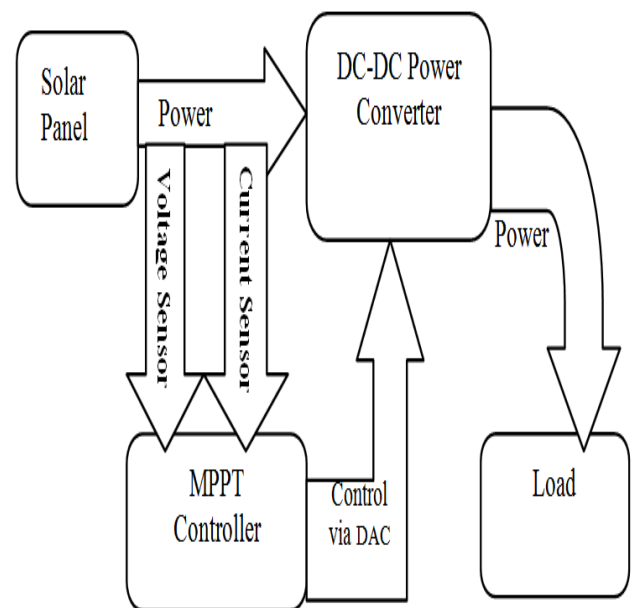 Solar
Panel
Power
DC-DC Power
Converter
Voltage Sensor
Current Sensor
Power
MPPT
Controller
Control
via DAC
Load